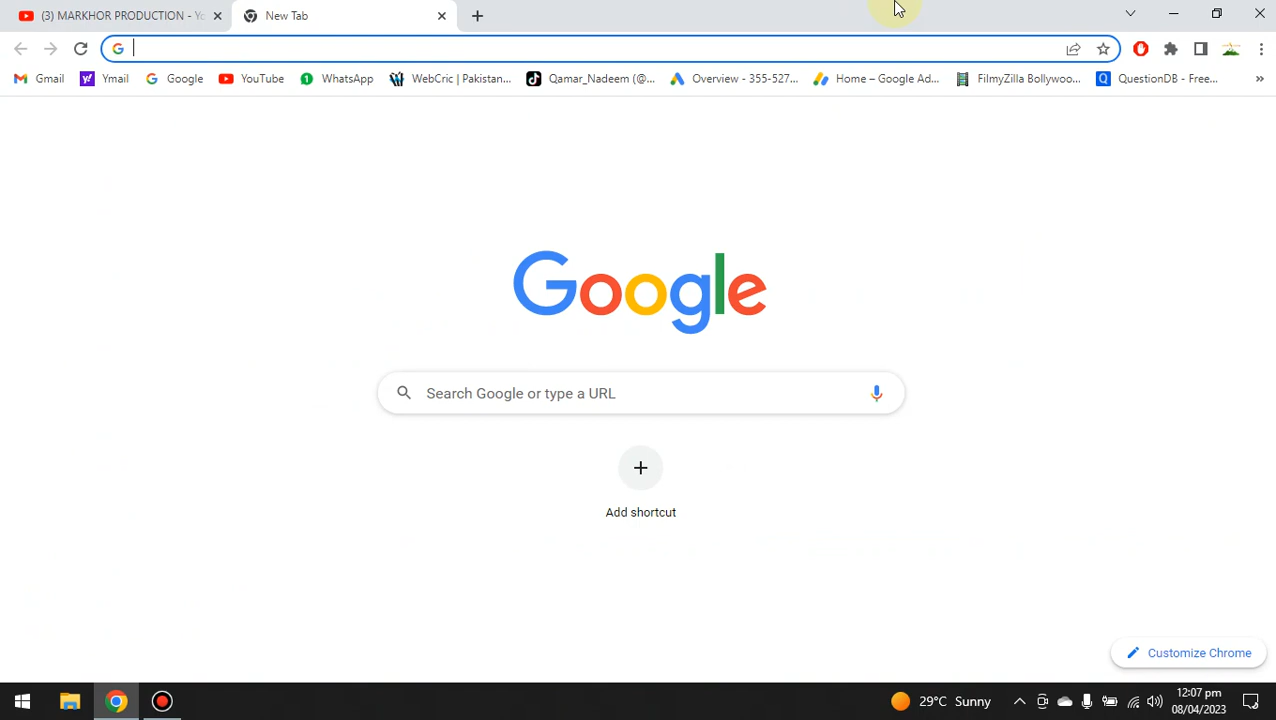 (3) MARKHOR PRODUCTION - Yo
New Tab
Gmail Ymail Google YouTube WhatsApp WebCric | Pakistan... Qamar_Nadeem (@... Overview - 355-527... Home – Google Ad... FilmyZilla Bollywoo... QuestionDB - Free... »
Google
Search Google or type a URL
Add shortcut
Customize Chrome
29°C Sunny
12:07 pm
08/04/2023